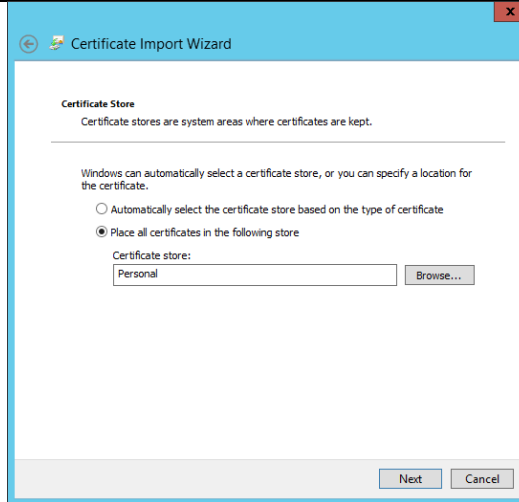 x
Certificate Import Wizard
Certificate Store
Certificate stores are system areas where certificates are kept.
Windows can automatically select a certificate store, or you can specify a location for
the certificate.
Automatically select the certificate store based on the type of certificate
Place all certificates in the following store
Certificate store:
Personal
Browse...
Next
Cancel